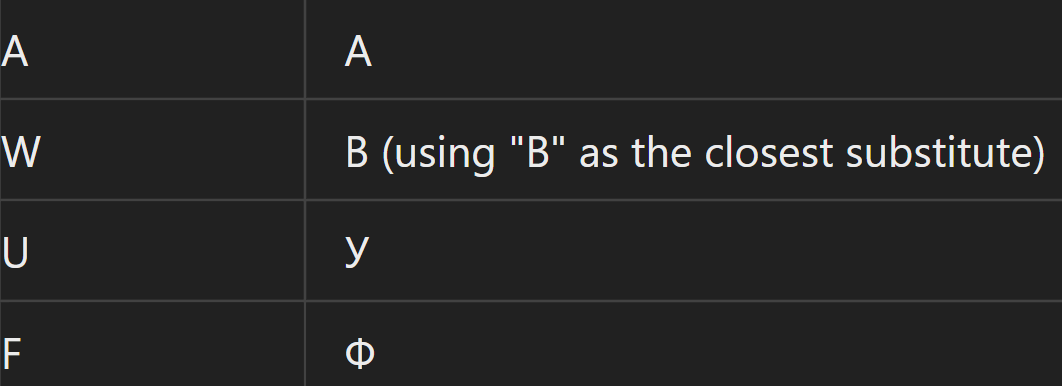 A	А
W	В (using "В" as the closest substitute)
U	У
F	Ф